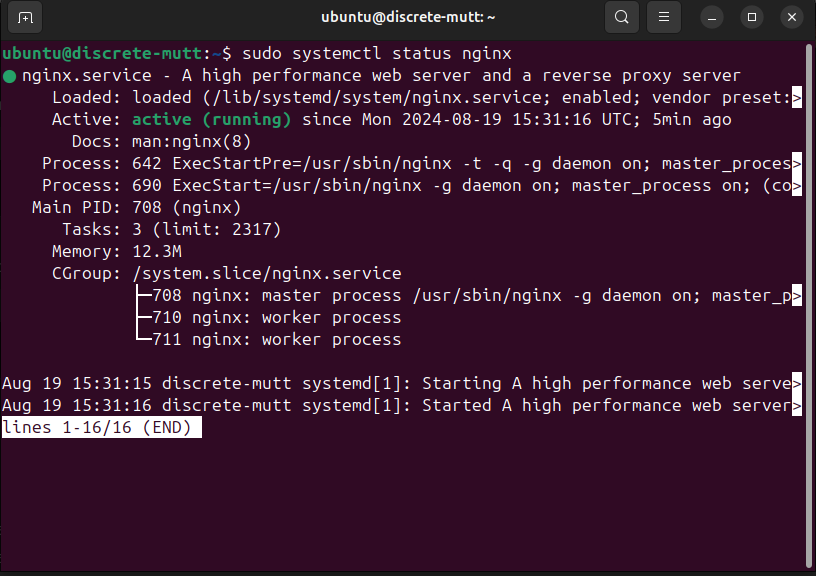 ubuntu@discrete-mutt: ~
ubuntu@discrete-mutt:~$ sudo systemctl status nginx
● nginx.service - A high performance web server and a reverse proxy server
     Loaded: loaded (/lib/systemd/system/nginx.service; enabled; vendor preset:>
     Active: active (running) since Mon 2024-08-19 15:31:16 UTC; 5min ago
       Docs: man:nginx(8)
    Process: 642 ExecStartPre=/usr/sbin/nginx -t -q -g daemon on; master_proces>
    Process: 690 ExecStart=/usr/sbin/nginx -g daemon on; master_process on; (co>
   Main PID: 708 (nginx)
      Tasks: 3 (limit: 2317)
     Memory: 12.3M
     CGroup: /system.slice/nginx.service
             ├─708 nginx: master process /usr/sbin/nginx -g daemon on; master_p>
             ├─710 nginx: worker process
             └─711 nginx: worker process
Aug 19 15:31:15 discrete-mutt systemd[1]: Starting A high performance web serve>
Aug 19 15:31:16 discrete-mutt systemd[1]: Started A high performance web server>
lines 1-16/16 (END)